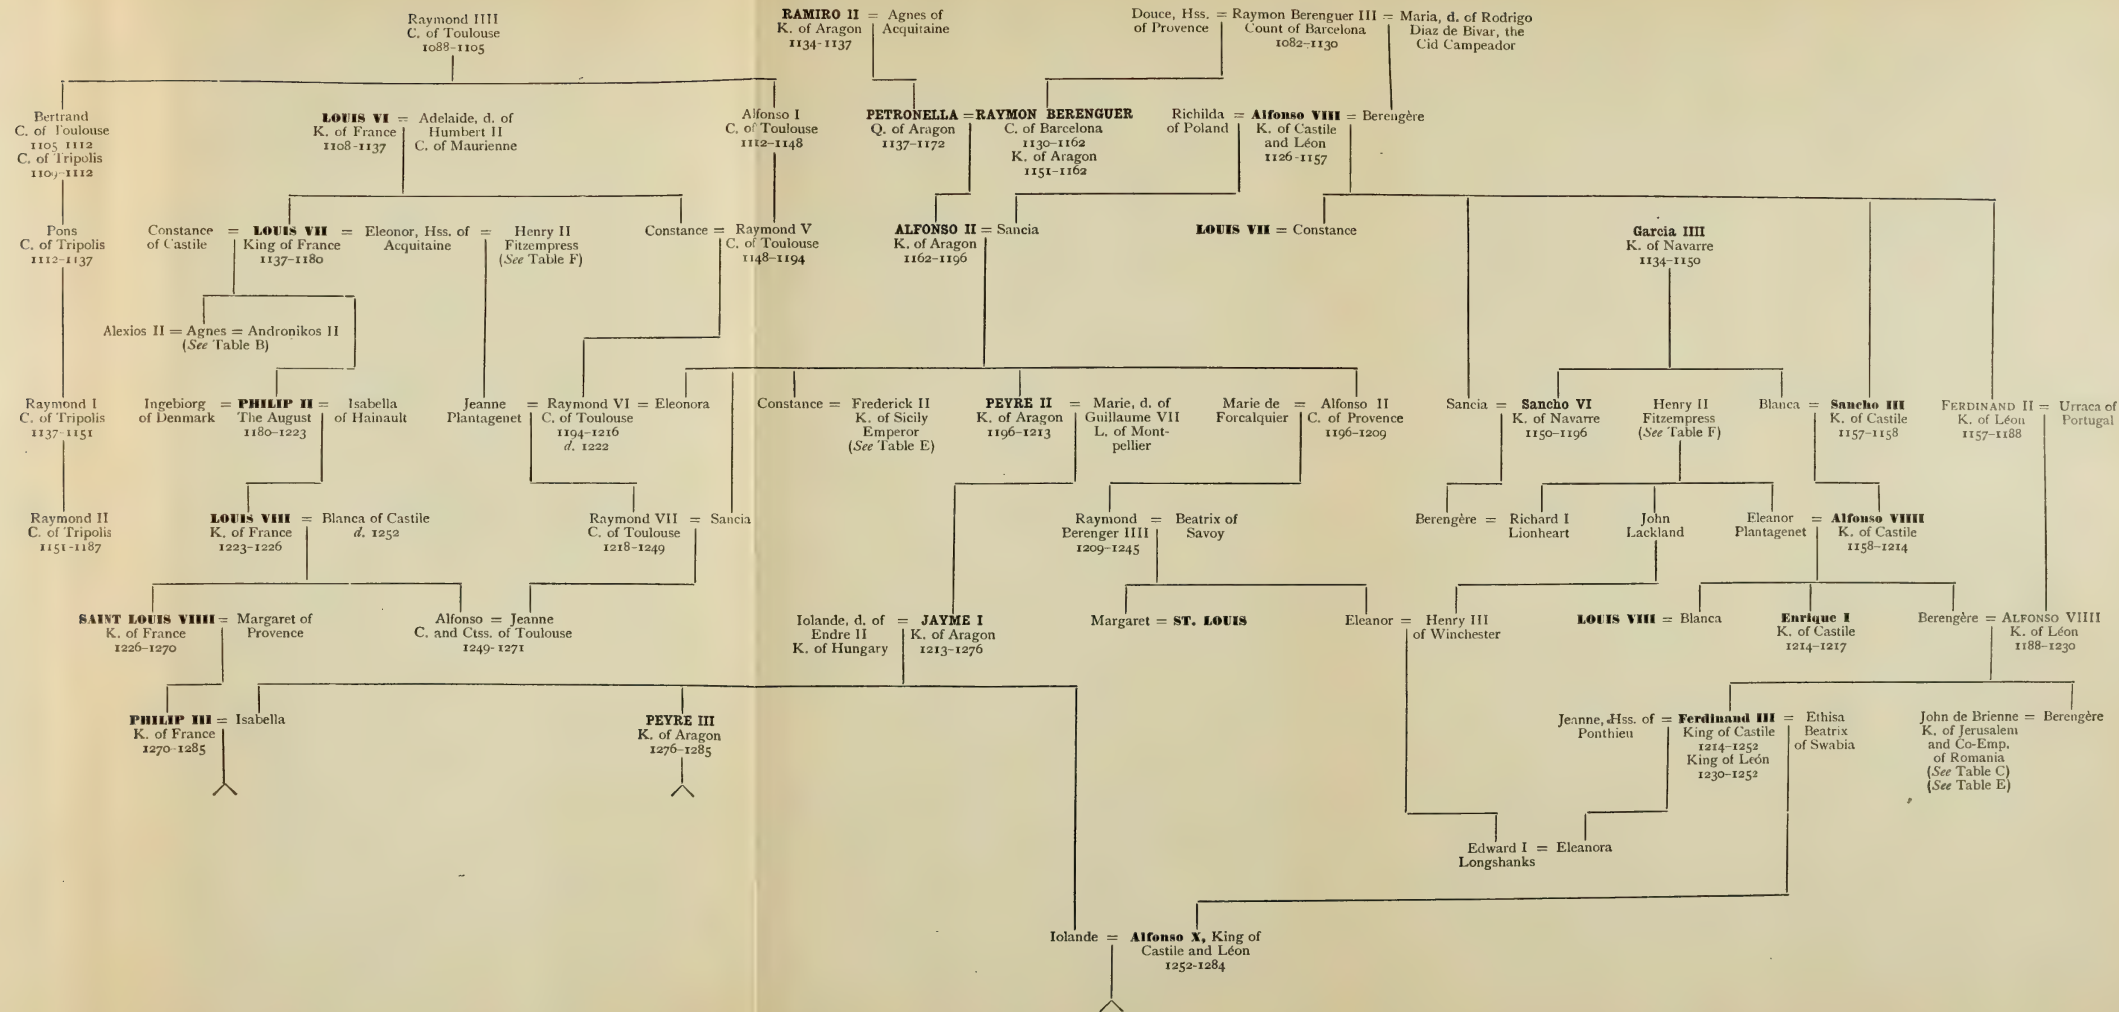 Raymond IIII
C. of Toulouse
1088-1105
RAMIRO II = Agnes of
K. of Aragon Acquitaine
1134-1137
Douce, Hss. = Raymon Berenguer III = Maria, d. of Rodrigo
of Provence Count of Barcelona Diaz de Bivar, the
1082-1130 Cid Campeador
Bertrand
C. of Toulouse
1105 1112
C. of Tripolis
1109-1112
LOUIS VI = Adelaide, d. of
K. of France Humbert II
1108-1137 C. of Maurienne
Alfonso I
C. of Toulouse
1112-1148
PETRONELLA = RAYMON BERENGUER
Q. of Aragon C. of Barcelona
1137-1172 1130-1162
K. of Aragon
1151-1162
Richilda = Alfonso VIII = Berengère
of Poland K. of Castile
and Léon
1126-1157
Pons
C. of Tripolis
1112-1137
Constance = LOUIS VII = Eleonor, Hss. of = Henry II
of Castile King of France Acquitaine Fitzempress
1137-1180 (See Table F)
Constance = Raymond V
C. of Toulouse
1148-1194
ALFONSO II = Sancia
K. of Aragon
1162-1196
LOUIS VII = Constance
Garcia IIII
K. of Navarre
1134-1150
Alexios II = Agnes = Andronikos II
(See Table B)
Raymond I
C. of Tripolis
1137-1151
Ingebiorg = PHILIP II = Isabella
of Denmark The August of Hainault
1180-1223
Jeanne = Raymond VI = Eleonora
Plantagenet C. of Toulouse
1194-1216
d. 1222
Constance = Frederick II
K. of Sicily
Emperor
(See Table E)
PEYRE II = Marie, d. of
K. of Aragon Guillaume VII
1196-1213 L. of Mont-
pellier
Marie de = Alfonso II
Forcalquier C. of Provence
1196-1209
Sancia = Sancho VI
K. of Navarre
1150-1196
Henry II
Fitzempress
(See Table F)
Blanca = Sancho III
K. of Castile
1157-1158
FERDINAND II = Urraca of
K. of Léon Portugal
1157-1188
Raymond II
C. of Tripolis
1151-1187
LOUIS VIII = Blanca of Castile
K. of France d. 1252
1223-1226
Raymond VII = Sancia
C. of Toulouse
1218-1249
Raymond = Beatrix of
Berenger IIII Savoy
1209-1245
Berengère = Richard I
Lionheart
John
Lackland
Eleanor = Alfonso VIIII
Plantagenet K. of Castile
1158-1214
SAINT LOUIS VIIII = Margaret of
K. of France Provence
1226-1270
Alfonso = Jeanne
C. and Ctss. of Toulouse
1249-1271
Iolande, d. of = JAYME I
Endre II K. of Aragon
K. of Hungary 1213-1276
Margaret = ST. LOUIS
Eleanor = Henry III
of Winchester
LOUIS VIII = Blanca
Enrique I
K. of Castile
1214-1217
Berengère = ALFONSO VIIII
K. of Léon
1188-1230
PHILIP III = Isabella
K. of France
1270-1285
PEYRE III
K. of Aragon
1276-1285
Jeanne, Hss. of = Ferdinand III = Ethisa
Ponthieu King of Castile Beatrix
1214-1252 of Swabia
King of León
1230-1252
John de Brienne = Berengère
K. of Jerusalem
and Co-Emp.
of Romania
(See Table C)
(See Table E)
Edward I = Eleanora
Longshanks
Iolande = Alfonso X, King of
Castile and Léon
1252-1284